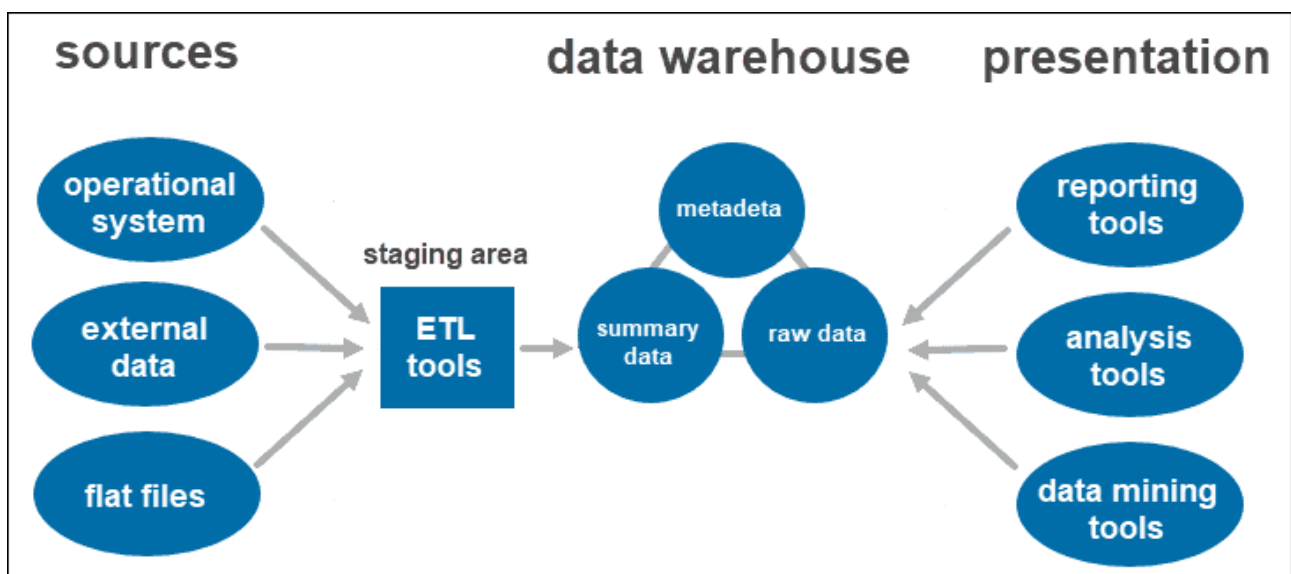 sources
data warehouse
presentation
operational
system
external
data
flat files
staging area
ETL
tools
metadeta
summary
data
raw data
reporting
tools
analysis
tools
data mining
tools